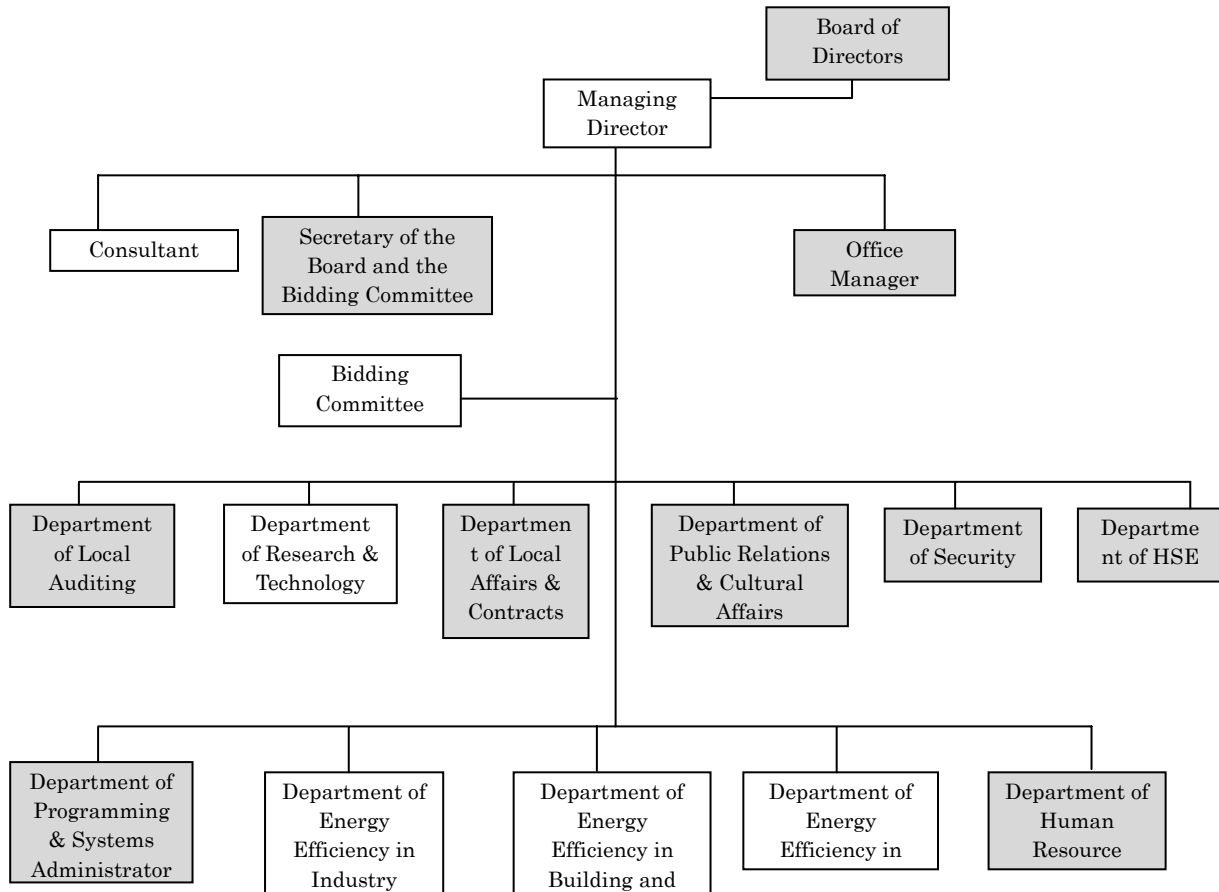 Board of
Directors
Managing
Director
Consultant
Secretary of the
Board and the
Bidding Committee
Office
Manager
Bidding
Committee
Department
of Local
Auditing
Department
of Research &
Technology
Departmen
t of Local
Affairs &
Contracts
Department of
Public Relations
& Cultural
Affairs
Department
of Security
Departme
nt of HSE
Department of
Programming
& Systems
Administrator
Department of
Energy
Efficiency in
Industry
Department of
Energy
Efficiency in
Building and
Department of
Energy
Efficiency in
Department of
Human
Resource